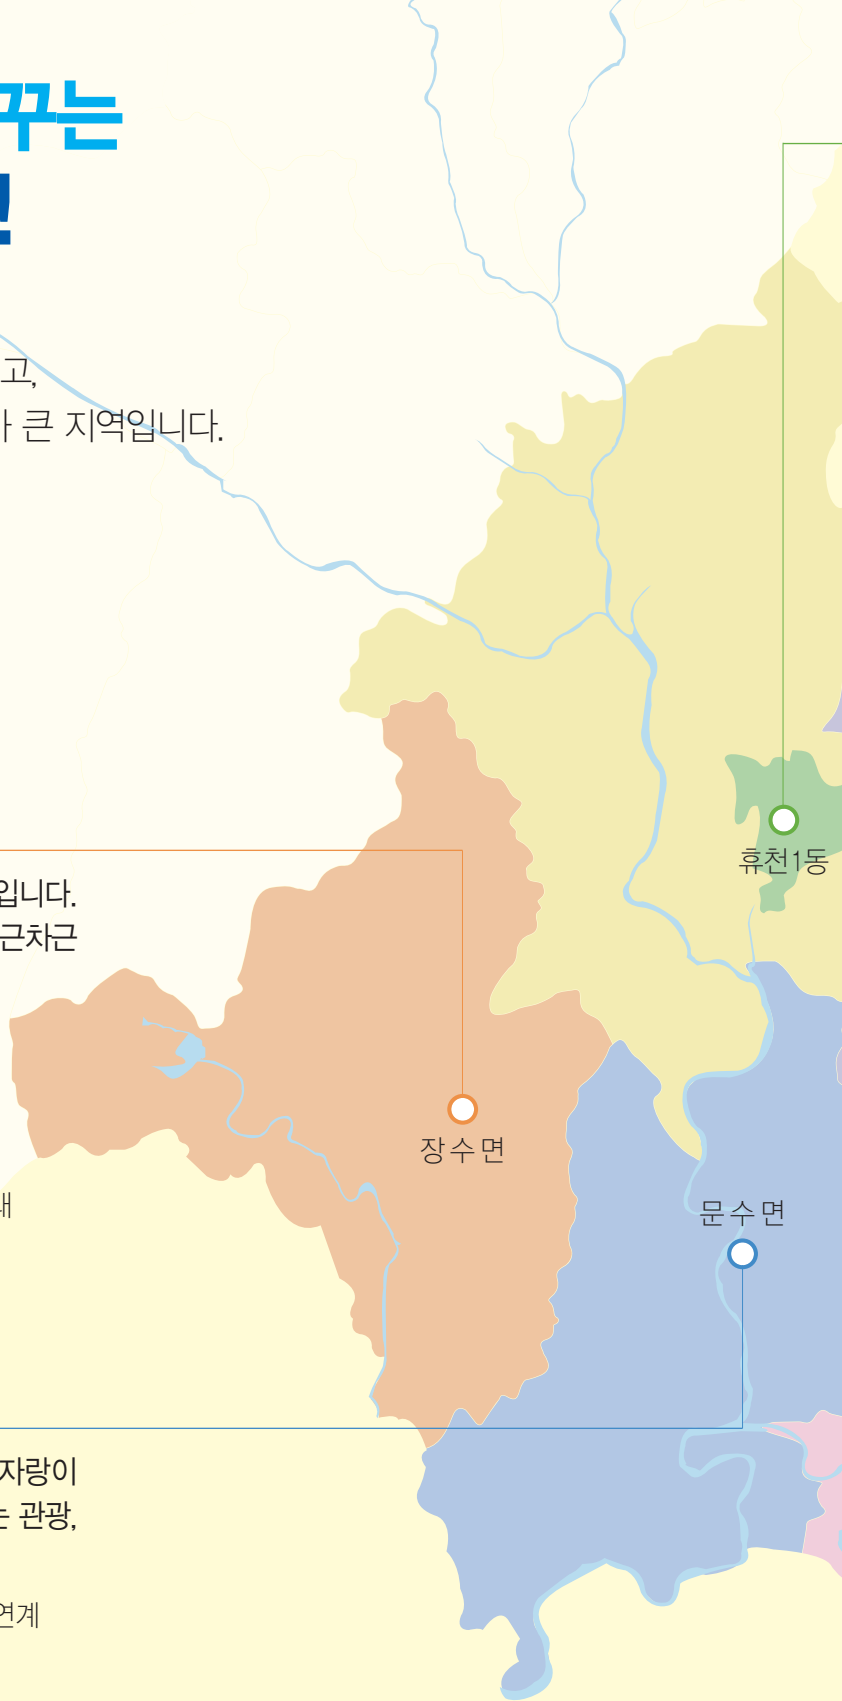 꾸는
!
고,
큰 지역입니다.
휴천1동
입니다.
근차근
장수면
문수면
자랑이
는 관광,
연계